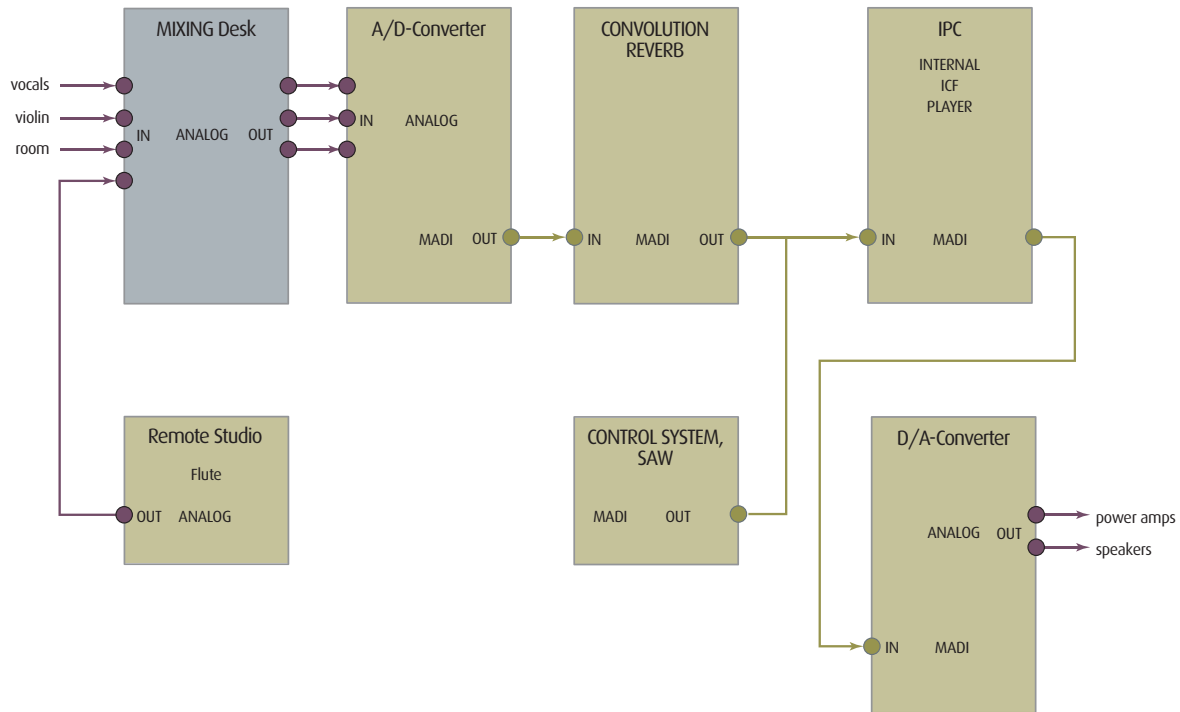 MIXING Desk
vocals
violin
room
IN ANALOG OUT
A/D-Converter
IN ANALOG
MADI OUT
CONVOLUTION
REVERB
IN MADI OUT
IPC
INTERNAL
ICF
PLAYER
IN MADI
Remote Studio
Flute
OUT ANALOG
CONTROL SYSTEM,
SAW
MADI OUT
D/A-Converter
ANALOG OUT
power amps
speakers
IN MADI